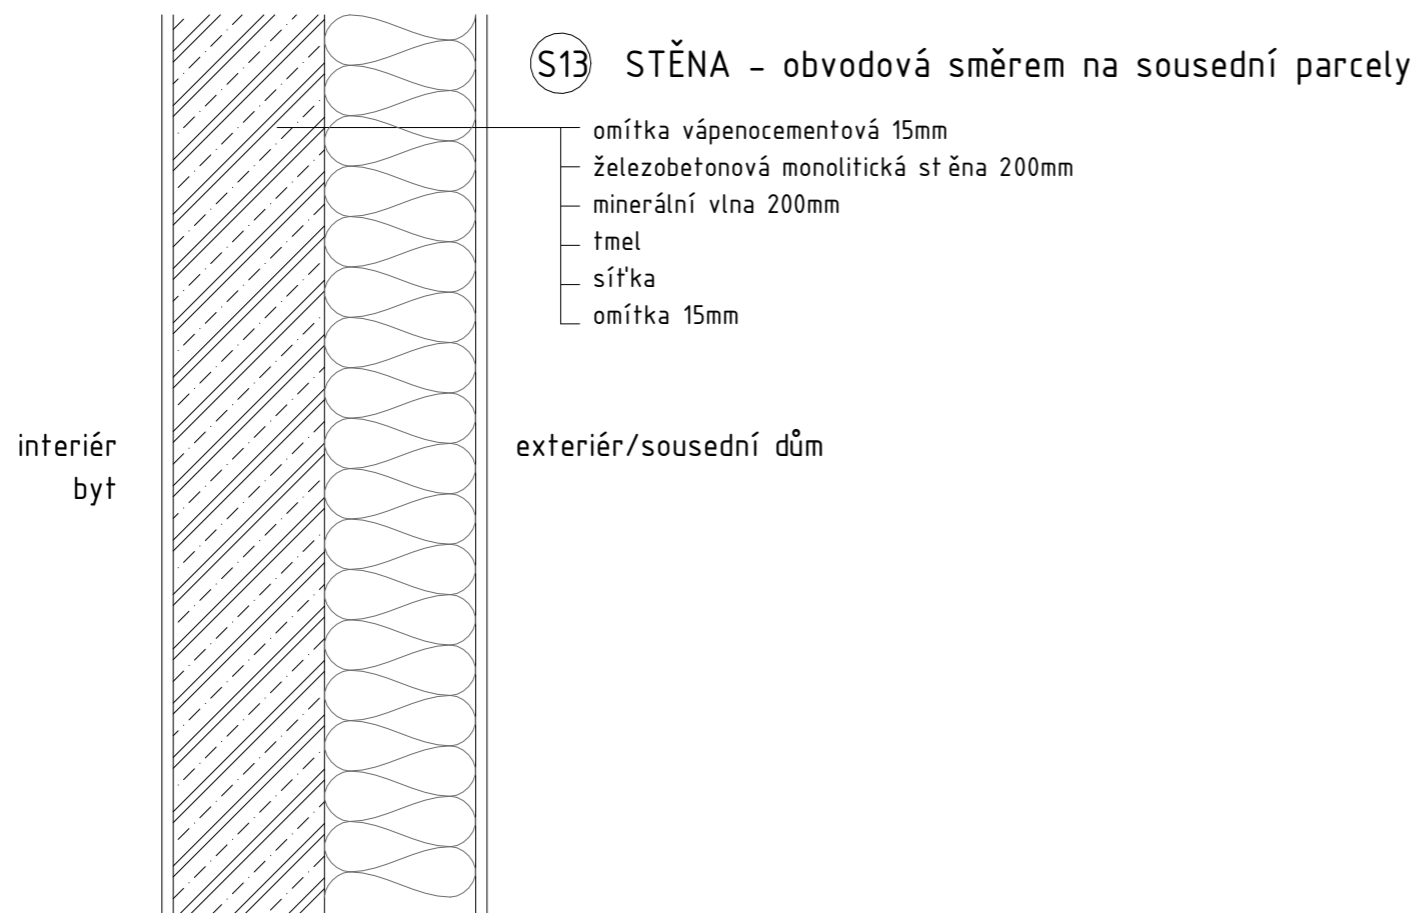 S13 STĚNA - obvodová směrem na sousední parcely
omítka vápenocementová 15mm
železobetonová monolitická st ěna 200mm
minerální vlna 200mm
tmel
síťka
omítka 15mm
interiér
byt
exteriér/sousední dům